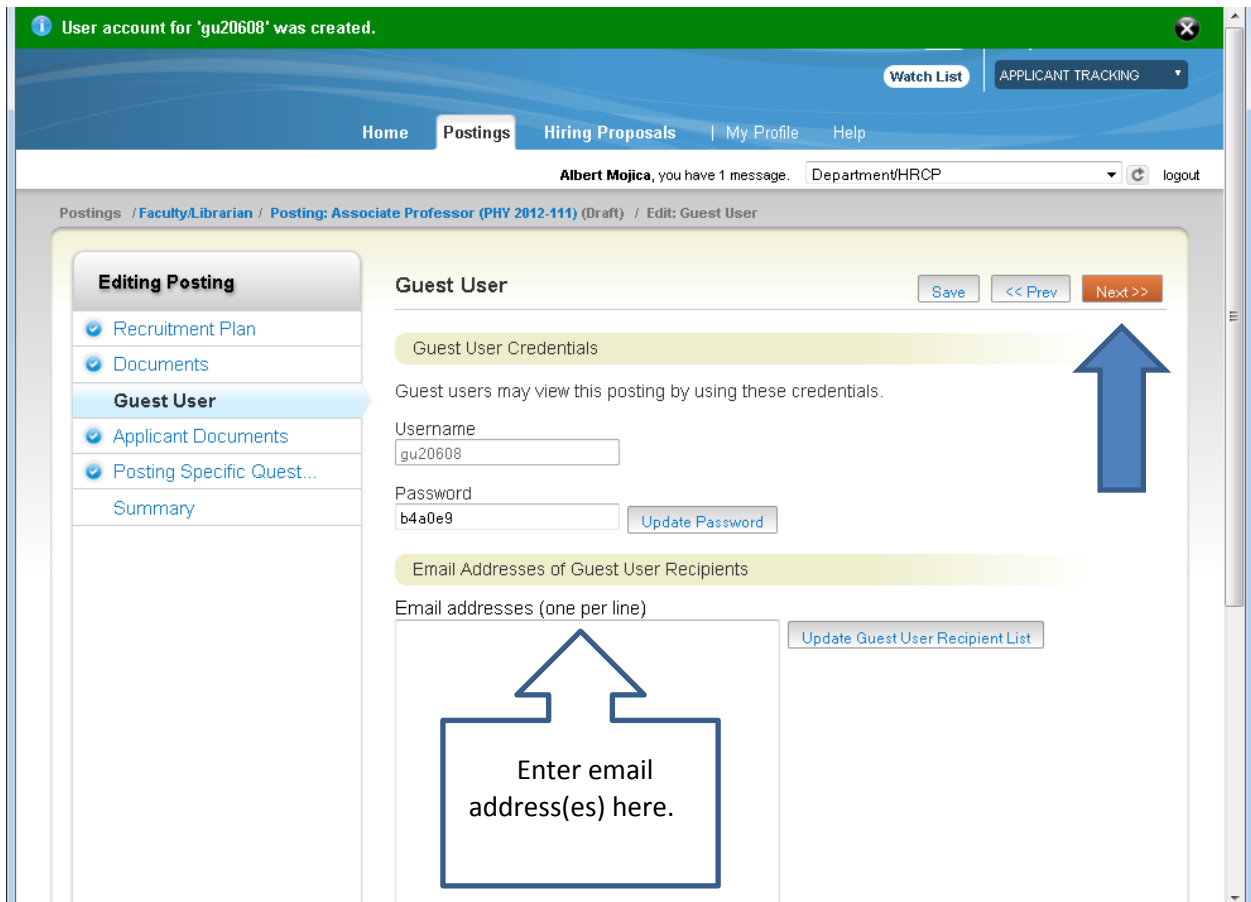 User account for 'gu20608' was created.
Watch List
APPLICANT TRACKING
Home Postings Hiring Proposals | My Profile Help
Albert Mojica, you have 1 message. Department/HRCP logout
Postings / Faculty/Librarian / Posting: Associate Professor (PHY 2012-111) (Draft) / Edit: Guest User
Editing Posting
Recruitment Plan
Documents
Guest User
Applicant Documents
Posting Specific Quest...
Summary
Guest User
Save << Prev Next >>
Guest User Credentials
Guest users may view this posting by using these credentials.
Username
gu20608
Password
b4a0e9 Update Password
Email Addresses of Guest User Recipients
Email addresses (one per line)
Update Guest User Recipient List
Enter email
address(es) here.